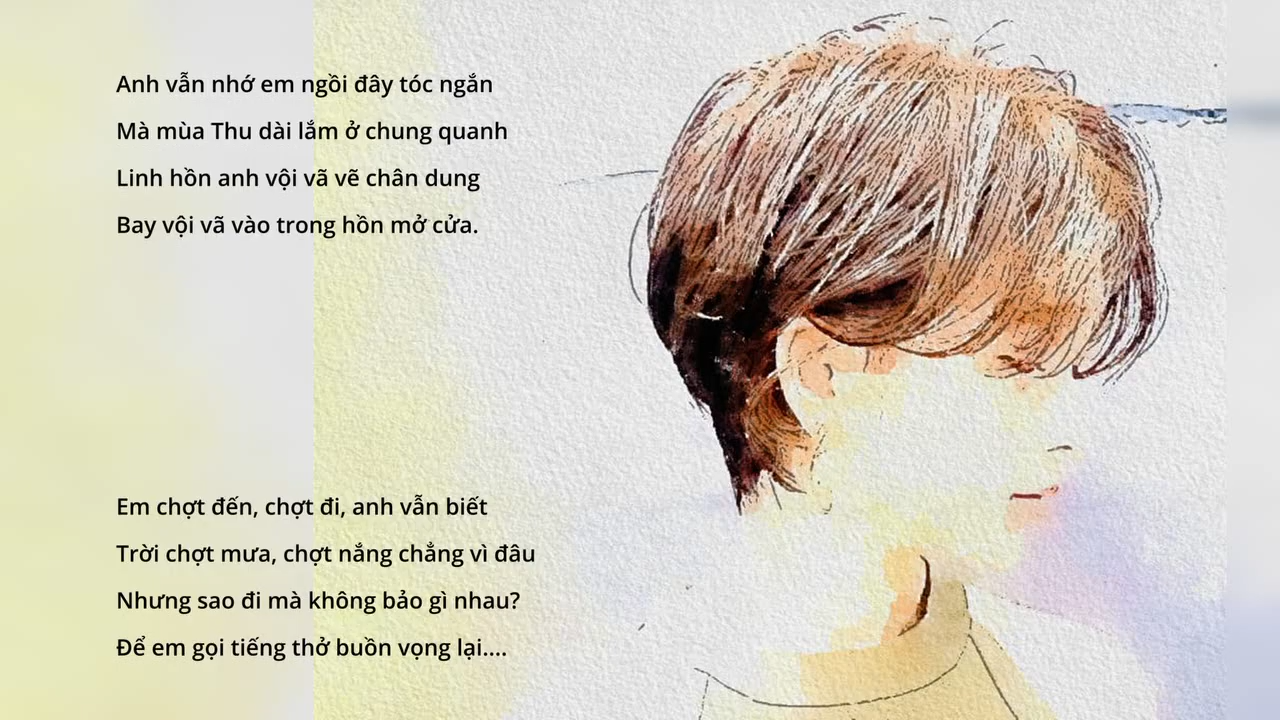 Anh vẫn nhớ em ngồi đây tóc ngắn
Mà mùa Thu dài lắm ở chung quanh
Linh hồn anh vội vã vẽ chân dung
Bay vội vã vào trong hồn mở cửa.
Em chợt đến, chợt đi, anh vẫn biết
Trời chợt mưa, chợt nắng chẳng vì đâu
Nhưng sao đi mà không bảo gì nhau?
Để em gọi tiếng thở buồn vọng lại....